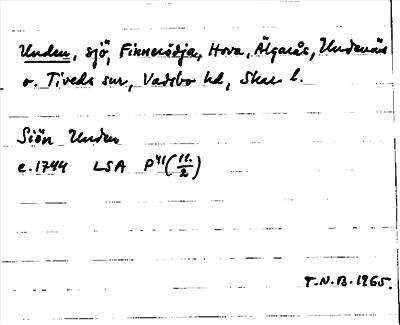 Unden, sjö, Finnerödja, Hova, Älgarås, Undenäs
o. Tiveds snr, Vadsbo hd, Skar. l.
Siön Unden
c. 1744 LSA P41 (11./2)
T.N.B. 1965.